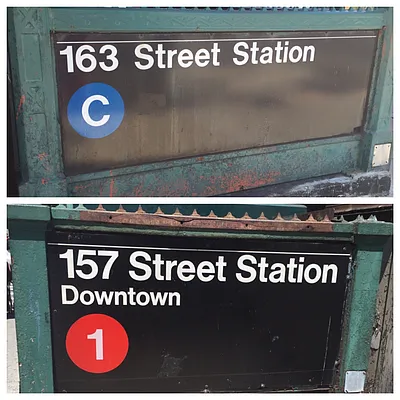 163 Street Station
C
157 Street Station
Downtown
1